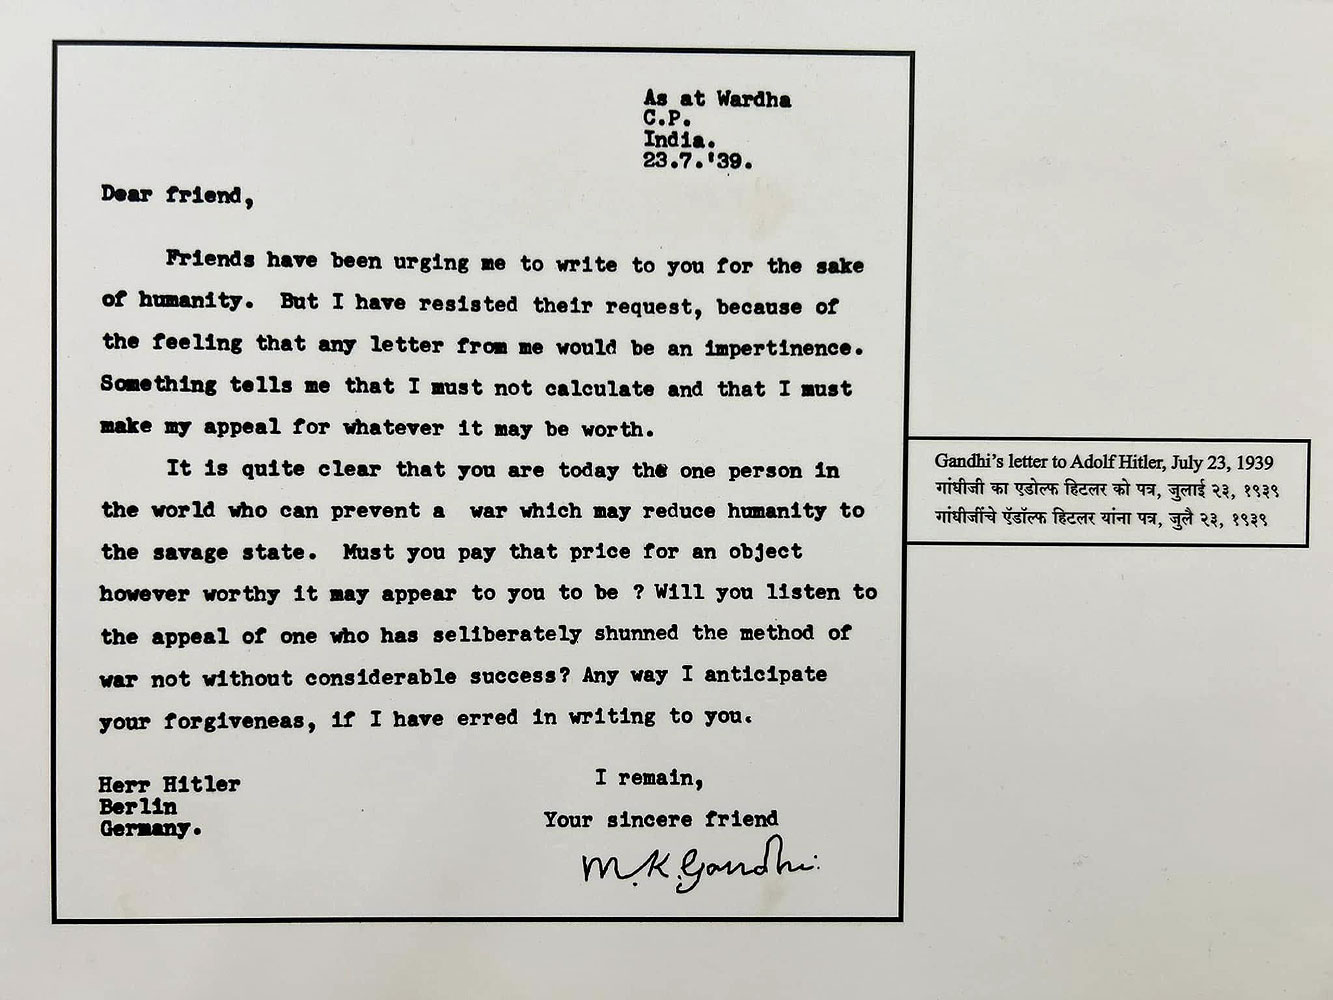 As at Wardha
C.P.
India.
23.7.'39.
Dear friend,
Friends have been urging me to write to you for the sake
of humanity. But I have resisted their request, because of
the feeling that any letter from me would be an impertinence.
Something tells me that I must not calculate and that I must
make my appeal for whatever it may be worth.
It is quite clear that you are today the one person in
the world who can prevent a war which may reduce humanity to
the savage state. Must you pay that price for an object
however worthy it may appear to you to be ? Will you listen to
the appeal of one who has seliberately shunned the method of
war not without considerable success? Any way I anticipate
your forgiveneas, if I have erred in writing to you.
Herr Hitler
Berlin
Germany.
I remain,
Your sincere friend
M.K.Gandhi
Gandhi's letter to Adolf Hitler, July 23, 1939
गांधीजी का एडोल्फ हिटलर को पत्र, जुलाई २३, १९३९
गांधीजींचे ऍडॉल्फ हिटलर यांना पत्र, जुलै २३, १९३९